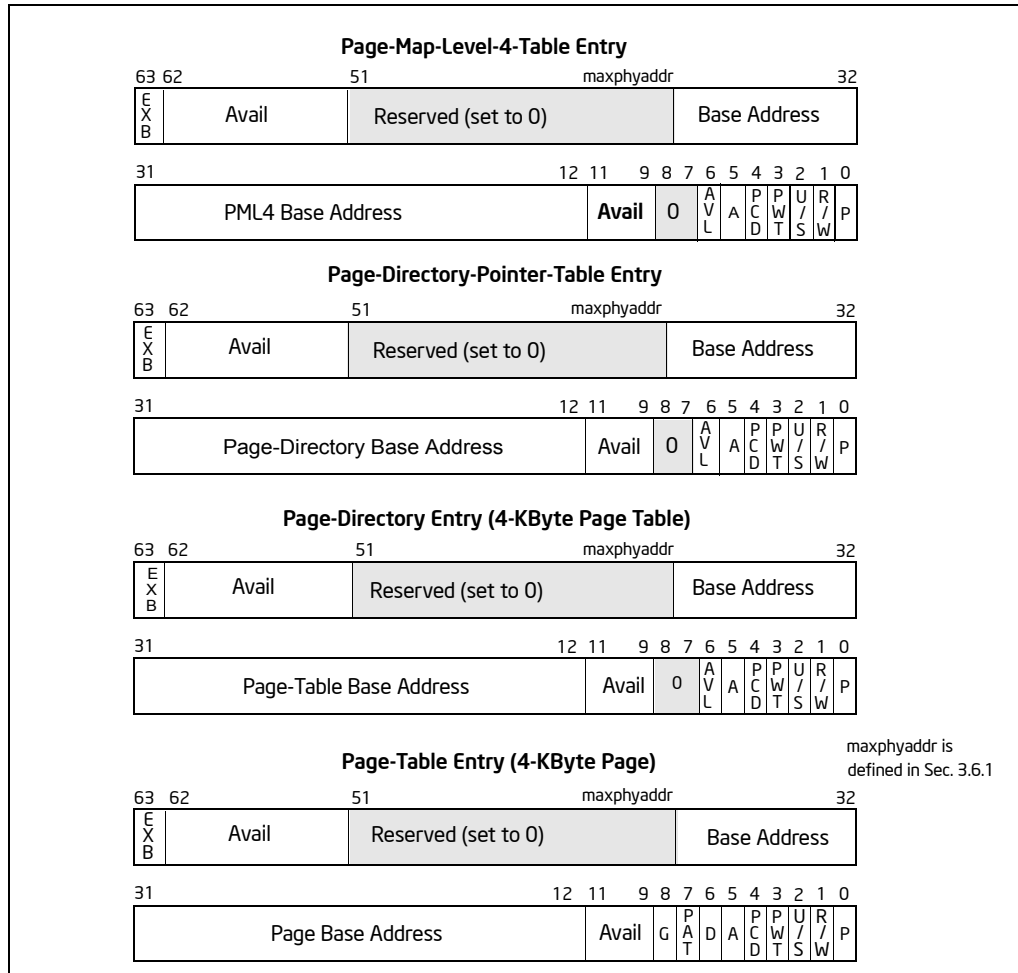 Page-Map-Level-4-Table Entry
63 62 51 maxphyaddr 32
EXB Avail Reserved (set to 0) Base Address
31 12 11 9 8 7 6 5 4 3 2 1 0
PML4 Base Address Avail 0 AVL A PCD PWT U/S R/W P
Page-Directory-Pointer-Table Entry
63 62 51 maxphyaddr 32
EXB Avail Reserved (set to 0) Base Address
31 12 11 9 8 7 6 5 4 3 2 1 0
Page-Directory Base Address Avail 0 AVL A PCD PWT U/S R/W P
Page-Directory Entry (4-KByte Page Table)
63 62 51 maxphyaddr 32
EXB Avail Reserved (set to 0) Base Address
31 12 11 9 8 7 6 5 4 3 2 1 0
Page-Table Base Address Avail 0 AVL A PCD PWT U/S R/W P
maxphyaddr is
defined in Sec. 3.6.1
Page-Table Entry (4-KByte Page)
63 62 51 maxphyaddr 32
EXB Avail Reserved (set to 0) Base Address
31 12 11 9 8 7 6 5 4 3 2 1 0
Page Base Address Avail G PAT D A PCD PWT U/S R/W P